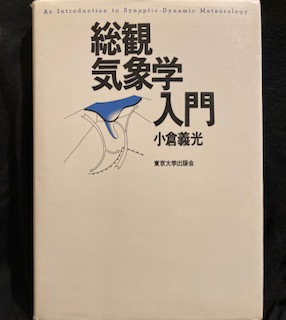 An Introduction to Synoptic-Dynamic Meteorology
総観
気象学
入門
小倉義光
東京大学出版会